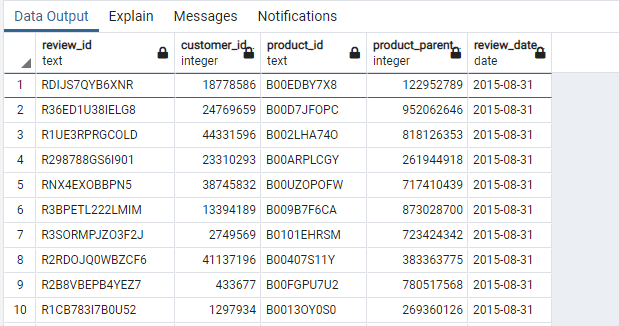 Data Output Explain Messages Notifications
review_id customer_id product_id product_parent review_date
text integer text integer date
1 RDIJS7QYB6XNR 18778586 B00EDBY7X8 122952789 2015-08-31
2 R36ED1U38IELG8 24769659 B00D7JFOPC 952062646 2015-08-31
3 R1UE3RPRGCOLD 44331596 B002LHA74O 818126353 2015-08-31
4 R298788GS6I901 23310293 B00ARPLCGY 261944918 2015-08-31
5 RNX4EXOBBPN5 38745832 B00UZOPOFW 717410439 2015-08-31
6 R3BPETL222LMIM 13394189 B009B7F6CA 873028700 2015-08-31
7 R3SORMPJZO3F2J 2749569 B0101EHRSM 723424342 2015-08-31
8 R2RDOJQ0WBZCF6 41137196 B00407S11Y 383363775 2015-08-31
9 R2B8VBEPB4YEZ7 433677 B00FGPU7U2 780517568 2015-08-31
10 R1CB783I7B0U52 1297934 B0013OY0S0 269360126 2015-08-31